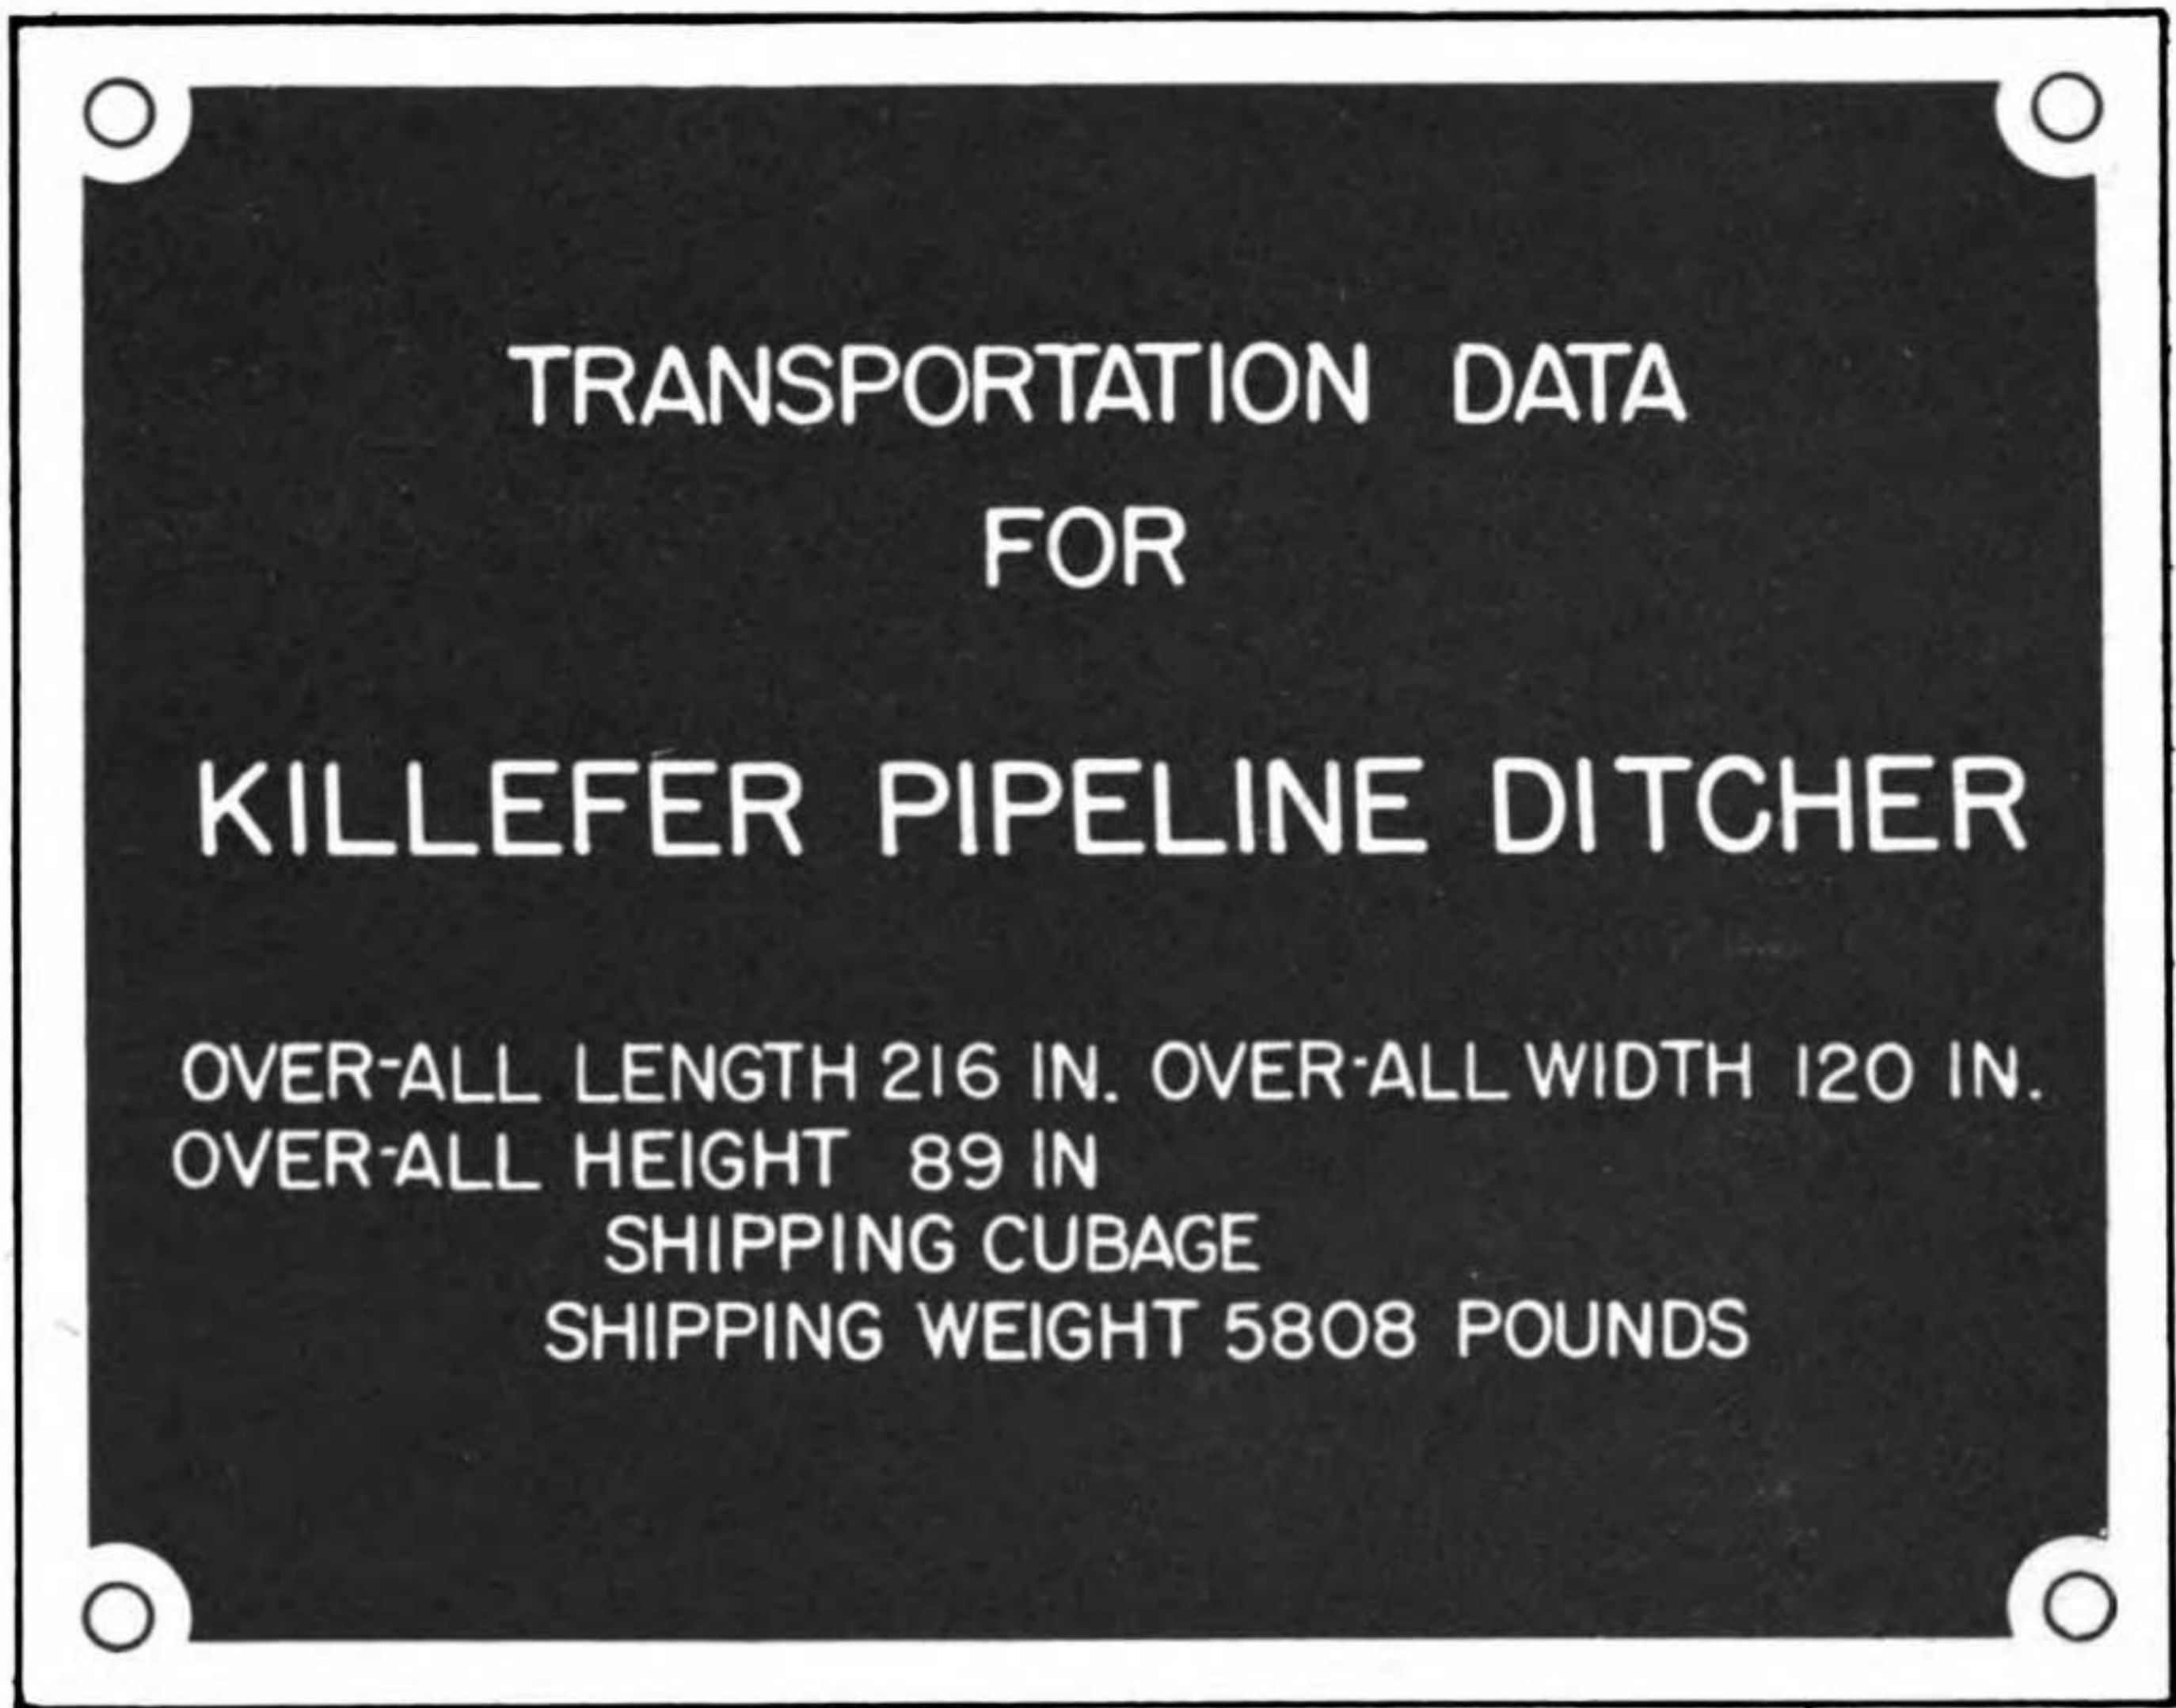 TRANSPORTATION DATA
FOR
KILLEFER PIPELINE DITCHER
OVER-ALL LENGTH 216 IN. OVER-ALL WIDTH 120 IN.
OVER-ALL HEIGHT 89 IN
SHIPPING CUBAGE
SHIPPING WEIGHT 5808 POUNDS